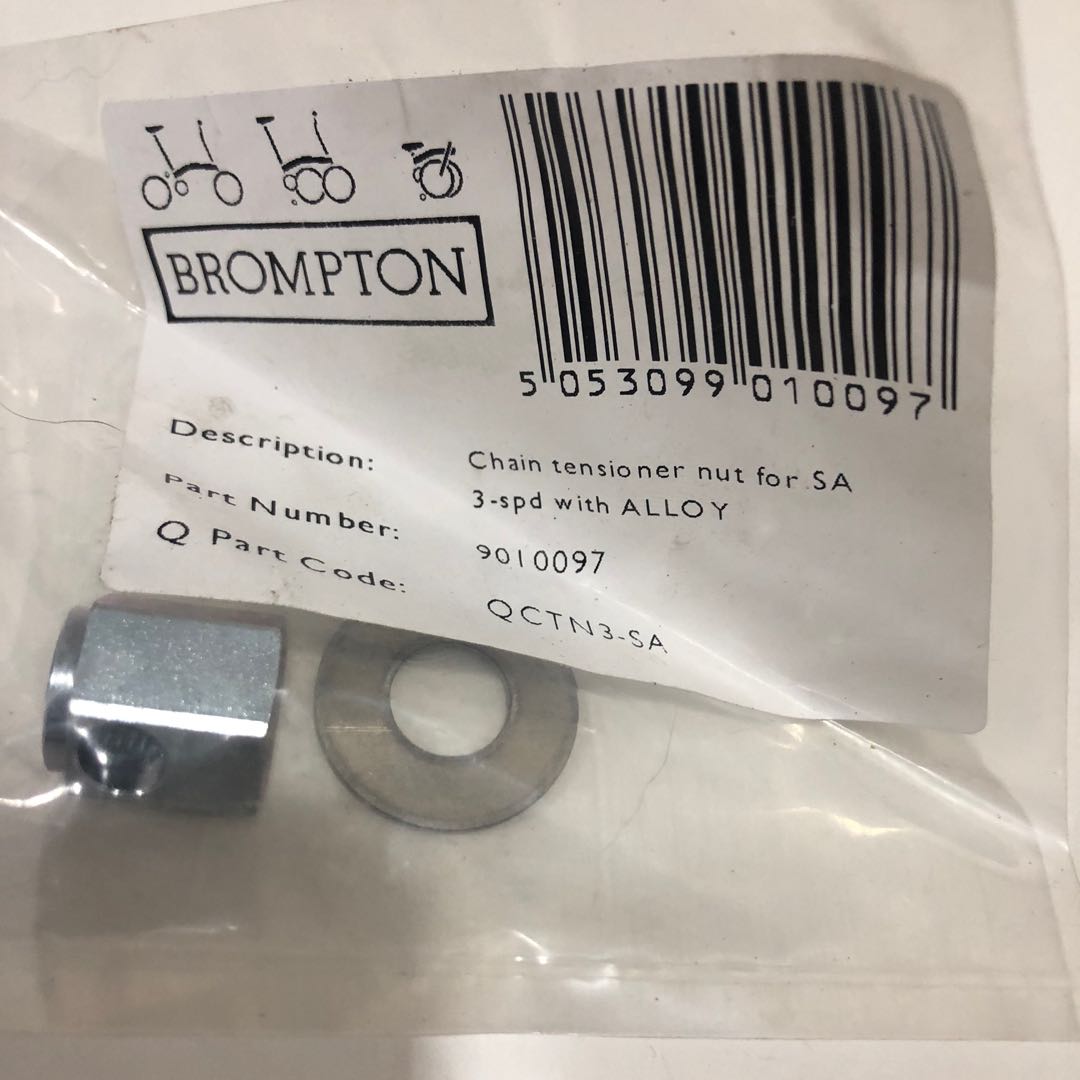 BROMPTON
5 053099 010097
Description: Chain tensioner nut for SA
3-spd with ALLOY
Part Number: 9010097
Q Part Code: QCTN3-SA